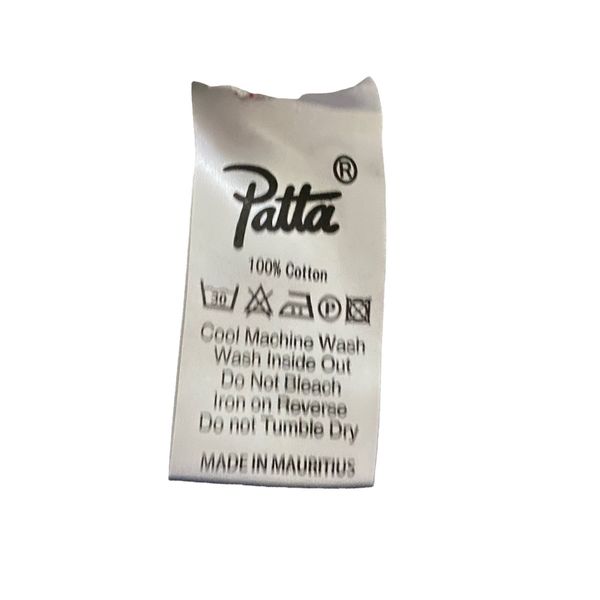 Patta®
100% Cotton
30 P
Cool Machine Wash
Wash Inside Out
Do Not Bleach
Iron on Reverse
Do not Tumble Dry
MADE IN MAURITIUS